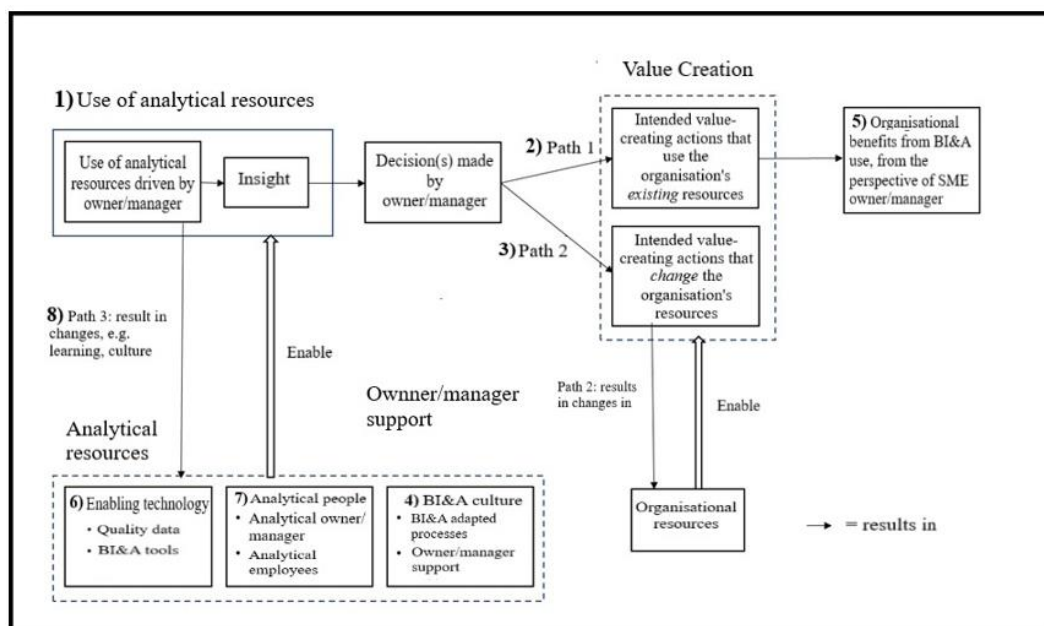 Value Creation
1) Use of analytical resources
Use of analytical
resources driven by
owner/manager
Insight
Decision(s) made
by
owner/manager
2) Path 1
3) Path 2
Intended value-
creating actions that
use the
organisation's
existing resources
Intended value-
creating actions that
change the
organisation's
resources
5) Organisational
benefits from BI&A
use, from the
perspective of SME
owner/manager
8) Path 3: result in
changes, e.g.
learning, culture
Enable
Ownner/manager
support
Path 2: results
in changes in
Enable
Analytical
resources
6) Enabling technology
• Quality data
• BI&A tools
7) Analytical people
• Analytical owner/
manager
• Analytical
employees
4) BI&A culture
• BI&A adapted
processes
• Owner/manager
support
Organisational
resources
= results in